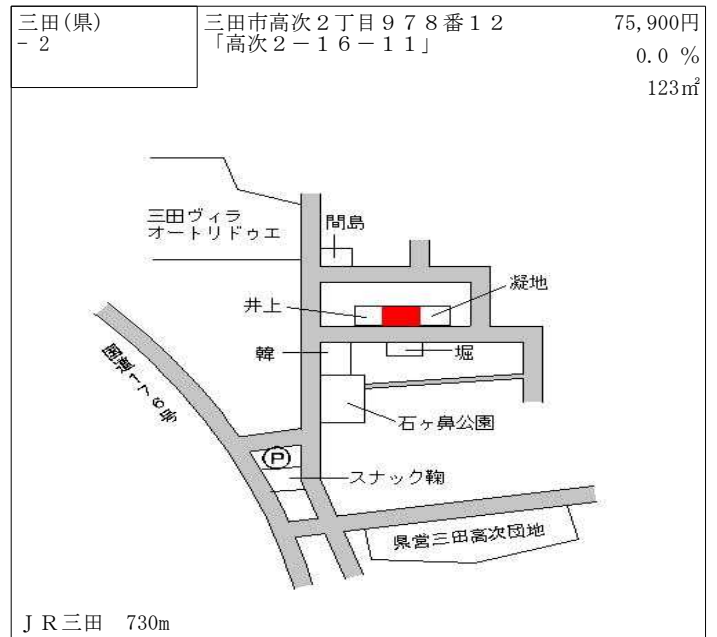 三田(県)
－２
三田市高次２丁目９７８番１２
「高次２－１６－１１」
75,900円
0.0 %
123㎡
三田ヴィラ
オートリドゥエ
間島
凝地
井上
韓
堀
国道１７６号
石ヶ鼻公園
P
スナック鞠
県営三田高次団地
ＪＲ三田 730m